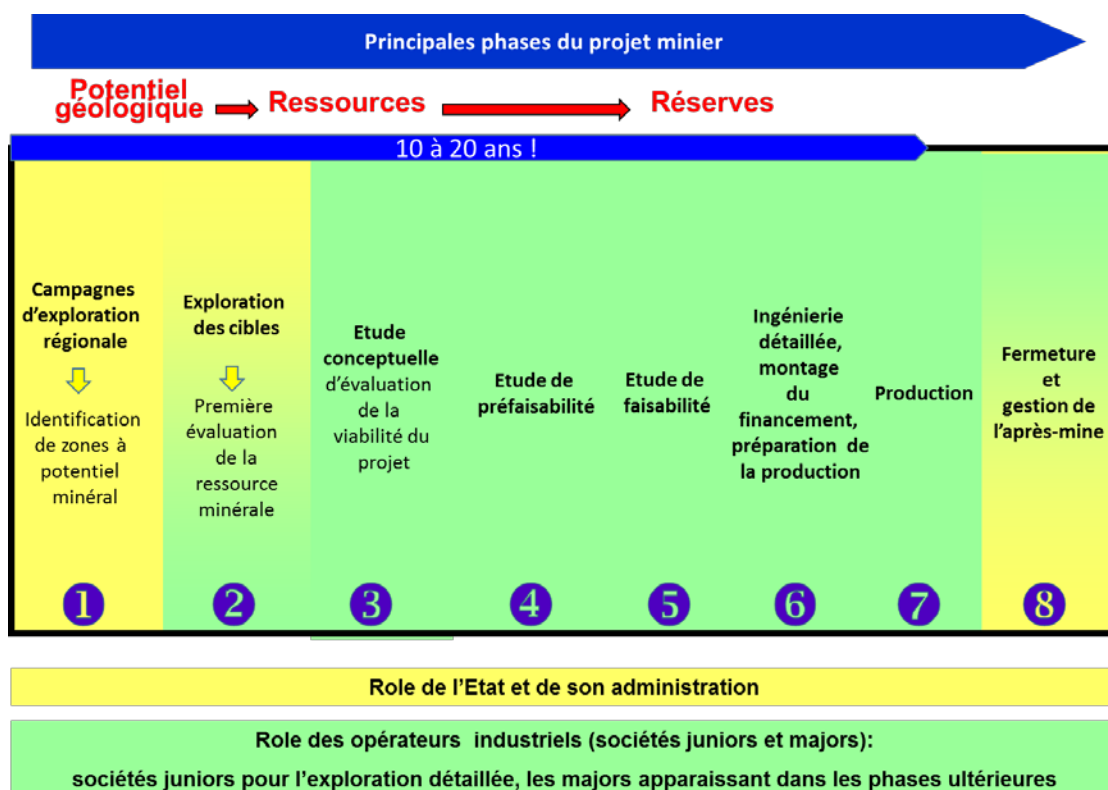 Principales phases du projet minier
Potentiel
géologique
Ressources
Réserves
10 à 20 ans !
Campagnes
d'exploration
régionale
Identification
de zones à
potentiel
minéral
1
Exploration
des cibles
Première
évaluation
de la
ressource
minérale
2
Etude
conceptuelle
d'évaluation
de la
viabilité du
projet
3
Etude de
préfaisabilité
4
Etude de
faisabilité
5
Ingénierie
détaillée,
montage
du
financement,
préparation de
la production
6
Production
7
Fermeture
et
gestion de
l'après-mine
8
Role de l'Etat et de son administration
Role des opérateurs industriels (sociétés juniors et majors):
sociétés juniors pour l'exploration détaillée, les majors apparaissant dans les phases ultérieures